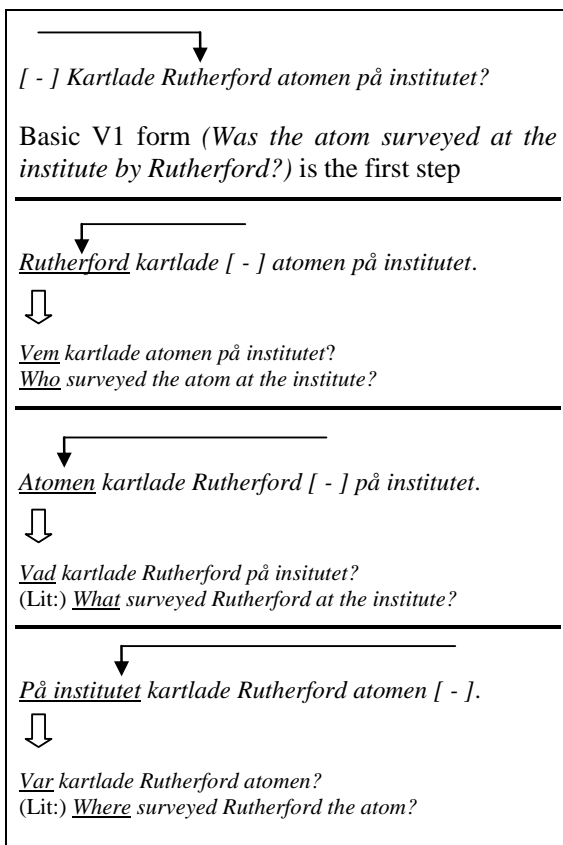 [ - ] Kartlade Rutherford atomen på institutet?
Basic V1 form (Was the atom surveyed at the
institute by Rutherford?) is the first step
Rutherford kartlade [ - ] atomen på institutet.
Vem kartlade atomen på institutet?
Who surveyed the atom at the institute?
Atomen kartlade Rutherford [ - ] på institutet.
Vad kartlade Rutherford på insitutet?
(Lit:) What surveyed Rutherford at the institute?
På institutet kartlade Rutherford atomen [ - ].
Var kartlade Rutherford atomen?
(Lit:) Where surveyed Rutherford the atom?